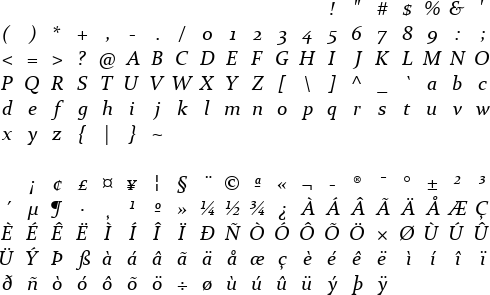 ! " # $ % & '
( ) * + , - . / 0 1 2 3 4 5 6 7 8 9 : ;
< = > ? @ A B C D E F G H I J K L M N O
P Q R S T U V W X Y Z [ \ ] ^ _ ` a b c
d e f g h i j k l m n o p q r s t u v w
x y z { | } ~
¡ ¢ £ ¤ ¥ ¦ § ¨ © ª « ¬ - ® ¯ ° ± ² ³
´ µ ¶ · ¸ ¹ º » ¼ ½ ¾ ¿ À Á Â Ã Ä Å Æ Ç
È É Ê Ë Ì Í Î Ï Ð Ñ Ò Ó Ô Õ Ö × Ø Ù Ú Û
Ü Ý Þ ß à á â ã ä å æ ç è é ê ë ì í î ï
ð ñ ò ó ô õ ö ÷ ø ù ú û ü ý þ ÿ